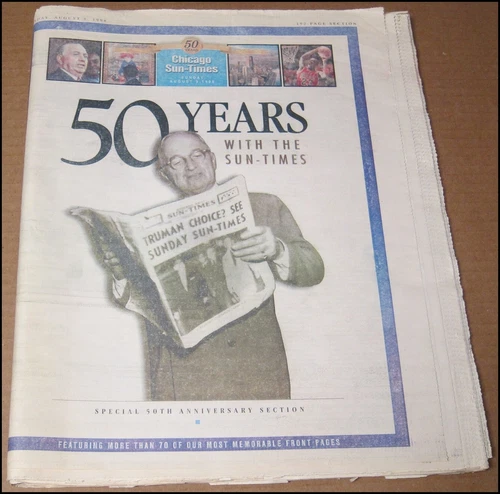 50
Chicago
Sun-Times
SUNDAY
50 YEARS
WITH THE
SUN-TIMES
SUN-TIMES
TRUMAN CHOICE? SEE
SUNDAY SUN-TIMES
SPECIAL 50TH ANNIVERSARY SECTION
FEATURING MORE THAN 70 OF OUR MOST MEMORABLE FRONT PAGES